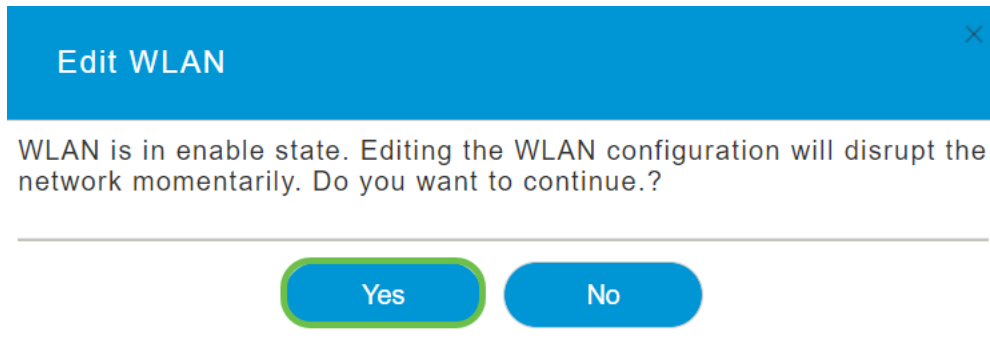 Edit WLAN
WLAN is in enable state. Editing the WLAN configuration will disrupt the
network momentarily. Do you want to continue.?
Yes
No